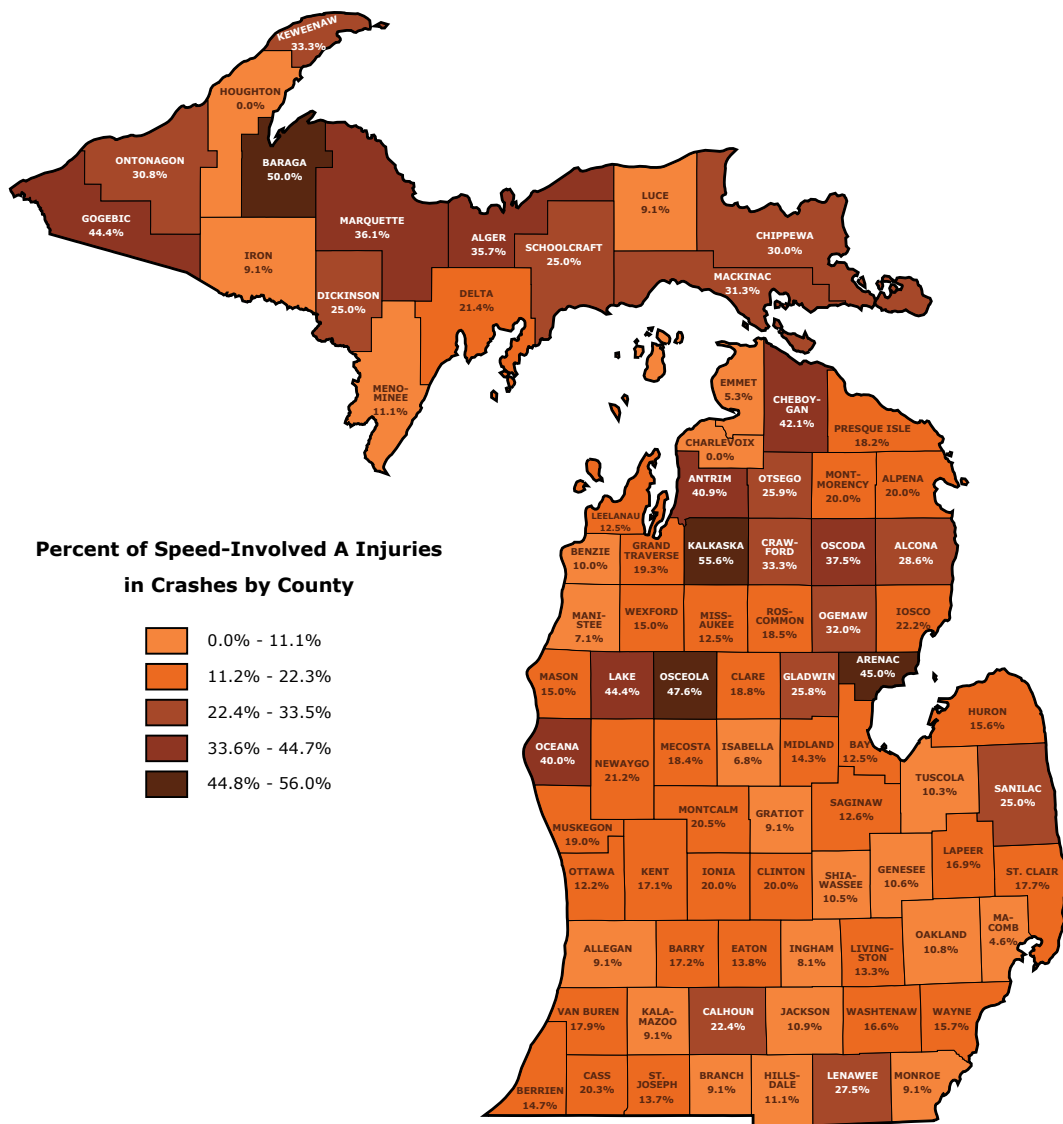 KEWEENAW
33.3%
HOUGHTON
0.0%
ONTONAGON
30.8%
BARAGA
50.0%
GOGEBIC
44.4%
MARQUETTE
36.1%
ALGER
35.7%
LUCE
9.1%
SCHOOLCRAFT
25.0%
CHIPPEWA
30.0%
MACKINAC
31.3%
IRON
9.1%
DICKINSON
25.0%
DELTA
21.4%
MENO-
MINEE
11.1%
EMMET
5.3%
CHEBOY-
GAN
42.1%
PRESQUE ISLE
18.2%
CHARLEVOIX
0.0%
ANTRIM
40.9%
OTSEGO
25.9%
MONT-
MORENCY
20.0%
ALPENA
20.0%
LEELANAU
12.5%
BENZIE
10.0%
GRAND
TRAVERSE
19.3%
KALKASKA
55.6%
CRAW-
FORD
33.3%
OSCODA
37.5%
ALCONA
28.6%
Percent of Speed-Involved A Injuries
in Crashes by County
0.0% - 11.1%
11.2% - 22.3%
22.4% - 33.5%
33.6% - 44.7%
44.8% - 56.0%
MANI-
STEE
7.1%
WEXFORD
15.0%
MISS-
AUKEE
12.5%
ROS-
COMMON
18.5%
OGEMAW
32.0%
IOSCO
22.2%
MASON
15.0%
LAKE
44.4%
OSCEOLA
47.6%
CLARE
18.8%
GLADWIN
25.8%
ARENAC
45.0%
HURON
15.6%
OCEANA
40.0%
NEWAYGO
21.2%
MECOSTA
18.4%
ISABELLA
6.8%
MIDLAND
14.3%
BAY
12.5%
TUSCOLA
10.3%
SANILAC
25.0%
MUSKEGON
19.0%
MONTCALM
20.5%
GRATIOT
9.1%
SAGINAW
12.6%
OTTAWA
12.2%
KENT
17.1%
IONIA
20.0%
CLINTON
20.0%
SHIA-
WASSEE
10.5%
GENESEE
10.6%
LAPEER
16.9%
ST. CLAIR
17.7%
ALLEGAN
9.1%
BARRY
17.2%
EATON
13.8%
INGHAM
8.1%
LIVING-
STON
13.3%
OAKLAND
10.8%
MA-
COMB
4.6%
VAN BUREN
17.9%
KALA-
MAZOO
9.1%
CALHOUN
22.4%
JACKSON
10.9%
WASHTENAW
16.6%
WAYNE
15.7%
BERRIEN
14.7%
CASS
20.3%
ST.
JOSEPH
13.7%
BRANCH
9.1%
HILLS-
DALE
11.1%
LENAWEE
27.5%
MONROE
9.1%